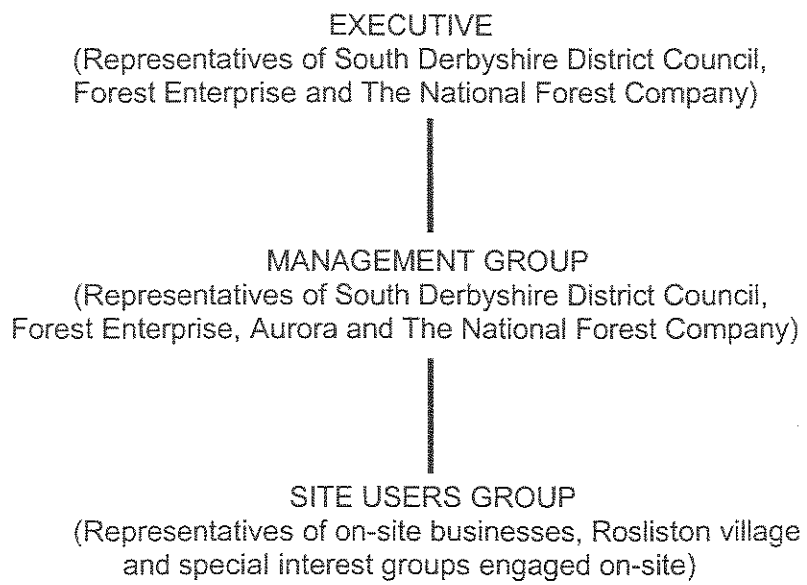 EXECUTIVE
(Representatives of South Derbyshire District Council,
Forest Enterprise and The National Forest Company)
MANAGEMENT GROUP
(Representatives of South Derbyshire District Council,
Forest Enterprise, Aurora and The National Forest Company)
SITE USERS GROUP
(Representatives of on-site businesses, Rosliston village
and special interest groups engaged on-site)